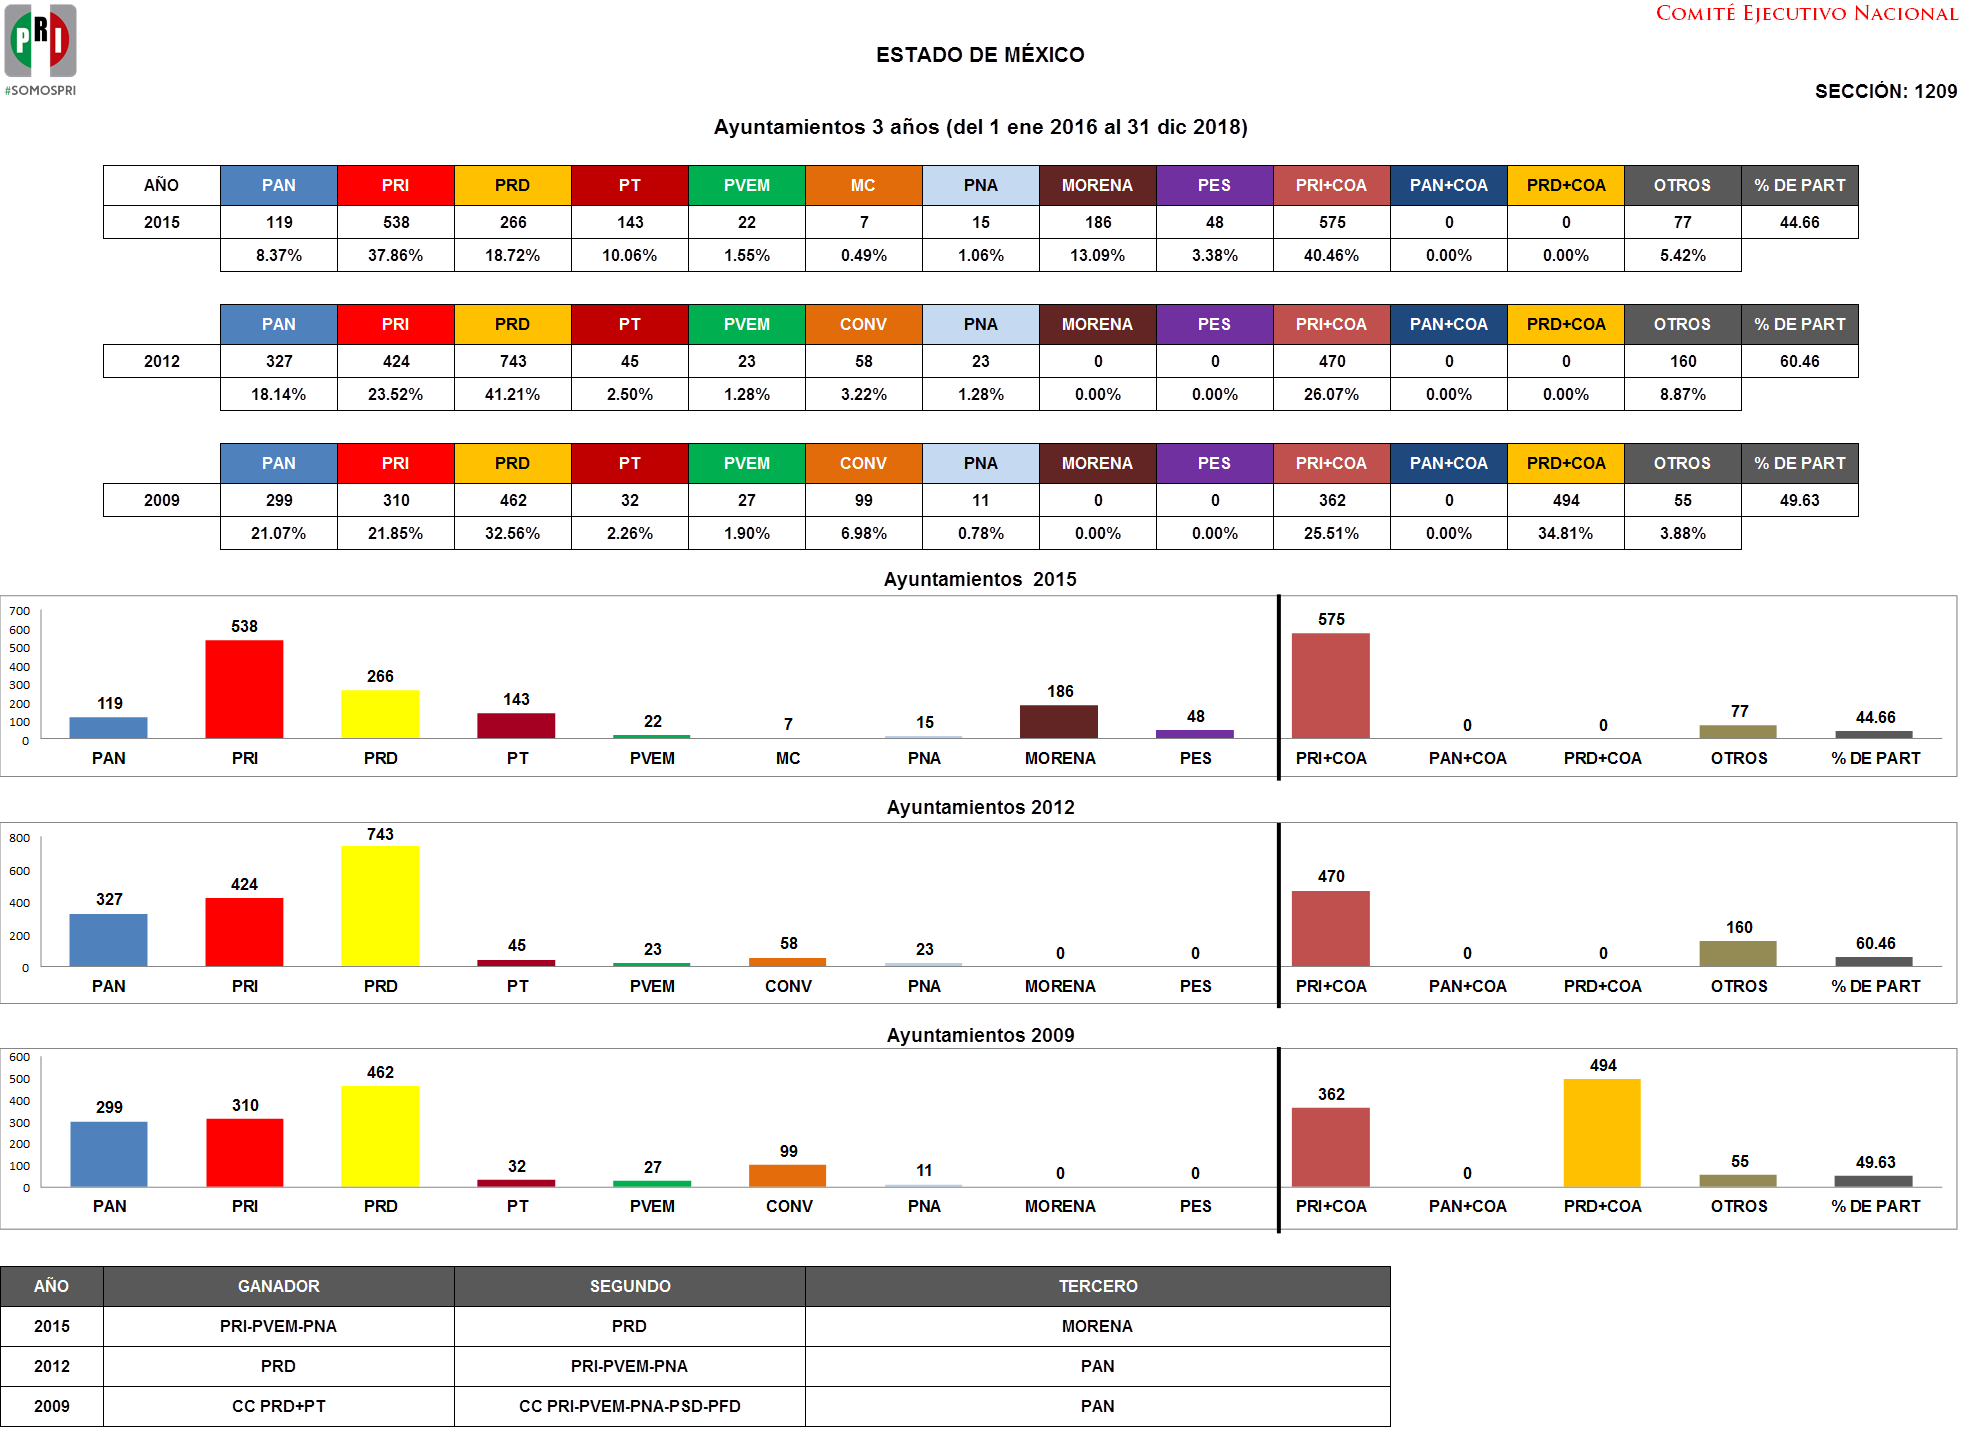 PRI
#SOMOSPRI
COMITÉ EJECUTIVO NACIONAL
ESTADO DE MÉXICO
SECCIÓN: 1209
Ayuntamientos 3 años (del 1 ene 2016 al 31 dic 2018)
AÑO PAN PRI PRD PT PVEM MC PNA MORENA PES PRI+COA PAN+COA PRD+COA OTROS % DE PART
2015 119 538 266 143 22 7 15 186 48 575 0 0 77 44.66
8.37% 37.86% 18.72% 10.06% 1.55% 0.49% 1.06% 13.09% 3.38% 40.46% 0.00% 0.00% 5.42%
PAN PRI PRD PT PVEM CONV PNA MORENA PES PRI+COA PAN+COA PRD+COA OTROS % DE PART
2012 327 424 743 45 23 58 23 0 0 470 0 0 160 60.46
18.14% 23.52% 41.21% 2.50% 1.28% 3.22% 1.28% 0.00% 0.00% 26.07% 0.00% 0.00% 8.87%
PAN PRI PRD PT PVEM CONV PNA MORENA PES PRI+COA PAN+COA PRD+COA OTROS % DE PART
2009 299 310 462 32 27 99 11 0 0 362 0 494 55 49.63
21.07% 21.85% 32.56% 2.26% 1.90% 6.98% 0.78% 0.00% 0.00% 25.51% 0.00% 34.81% 3.88%
Ayuntamientos 2015
700
600
500
400
300
200
100
0
119 538 266 143 22 7 15 186 48 575 0 0 77 44.66
PAN PRI PRD PT PVEM MC PNA MORENA PES PRI+COA PAN+COA PRD+COA OTROS % DE PART
Ayuntamientos 2012
800
600
400
200
0
327 424 743 45 23 58 23 0 0 470 0 0 160 60.46
PAN PRI PRD PT PVEM CONV PNA MORENA PES PRI+COA PAN+COA PRD+COA OTROS % DE PART
Ayuntamientos 2009
600
500
400
300
200
100
0
299 310 462 32 27 99 11 0 0 362 0 494 55 49.63
PAN PRI PRD PT PVEM CONV PNA MORENA PES PRI+COA PAN+COA PRD+COA OTROS % DE PART
AÑO GANADOR SEGUNDO TERCERO
2015 PRI-PVEM-PNA PRD MORENA
2012 PRD PRI-PVEM-PNA PAN
2009 CC PRD+PT CC PRI-PVEM-PNA-PSD-PFD PAN